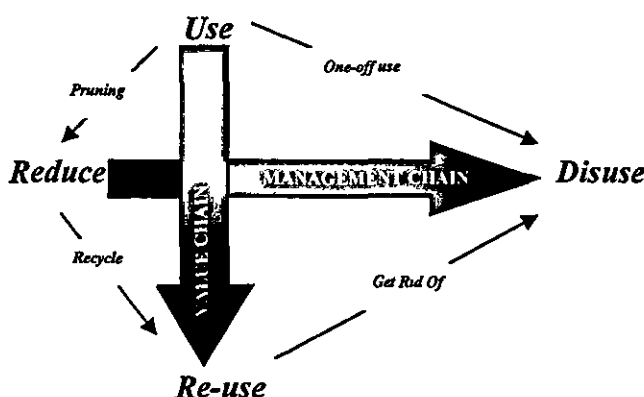 Use
One-off use
Pruning
Reduce
MANAGEMENT CHAIN
Disuse
VALUE CHAIN
Recycle
Get Rid Of
Re-use